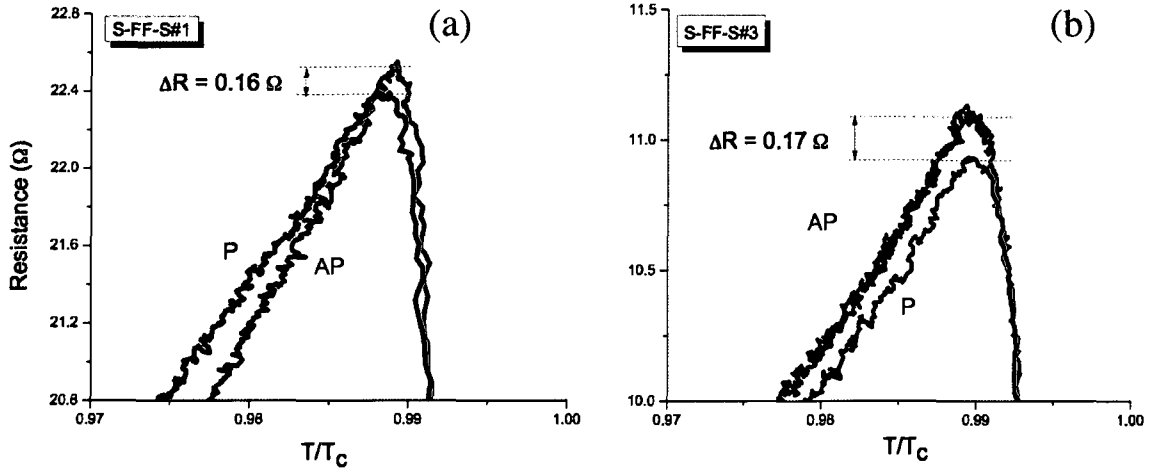 S-FF-S#1
(a)
ΔR = 0.16 Ω
P
AP
Resistance (Ω)
22.8
22.4
22.0
21.6
21.2
20.8
0.97
0.98
0.99
1.00
T/TC
S-FF-S#3
(b)
ΔR = 0.17 Ω
AP
P
11.5
11.0
10.5
10.0
0.97
0.98
0.99
1.00
T/TC